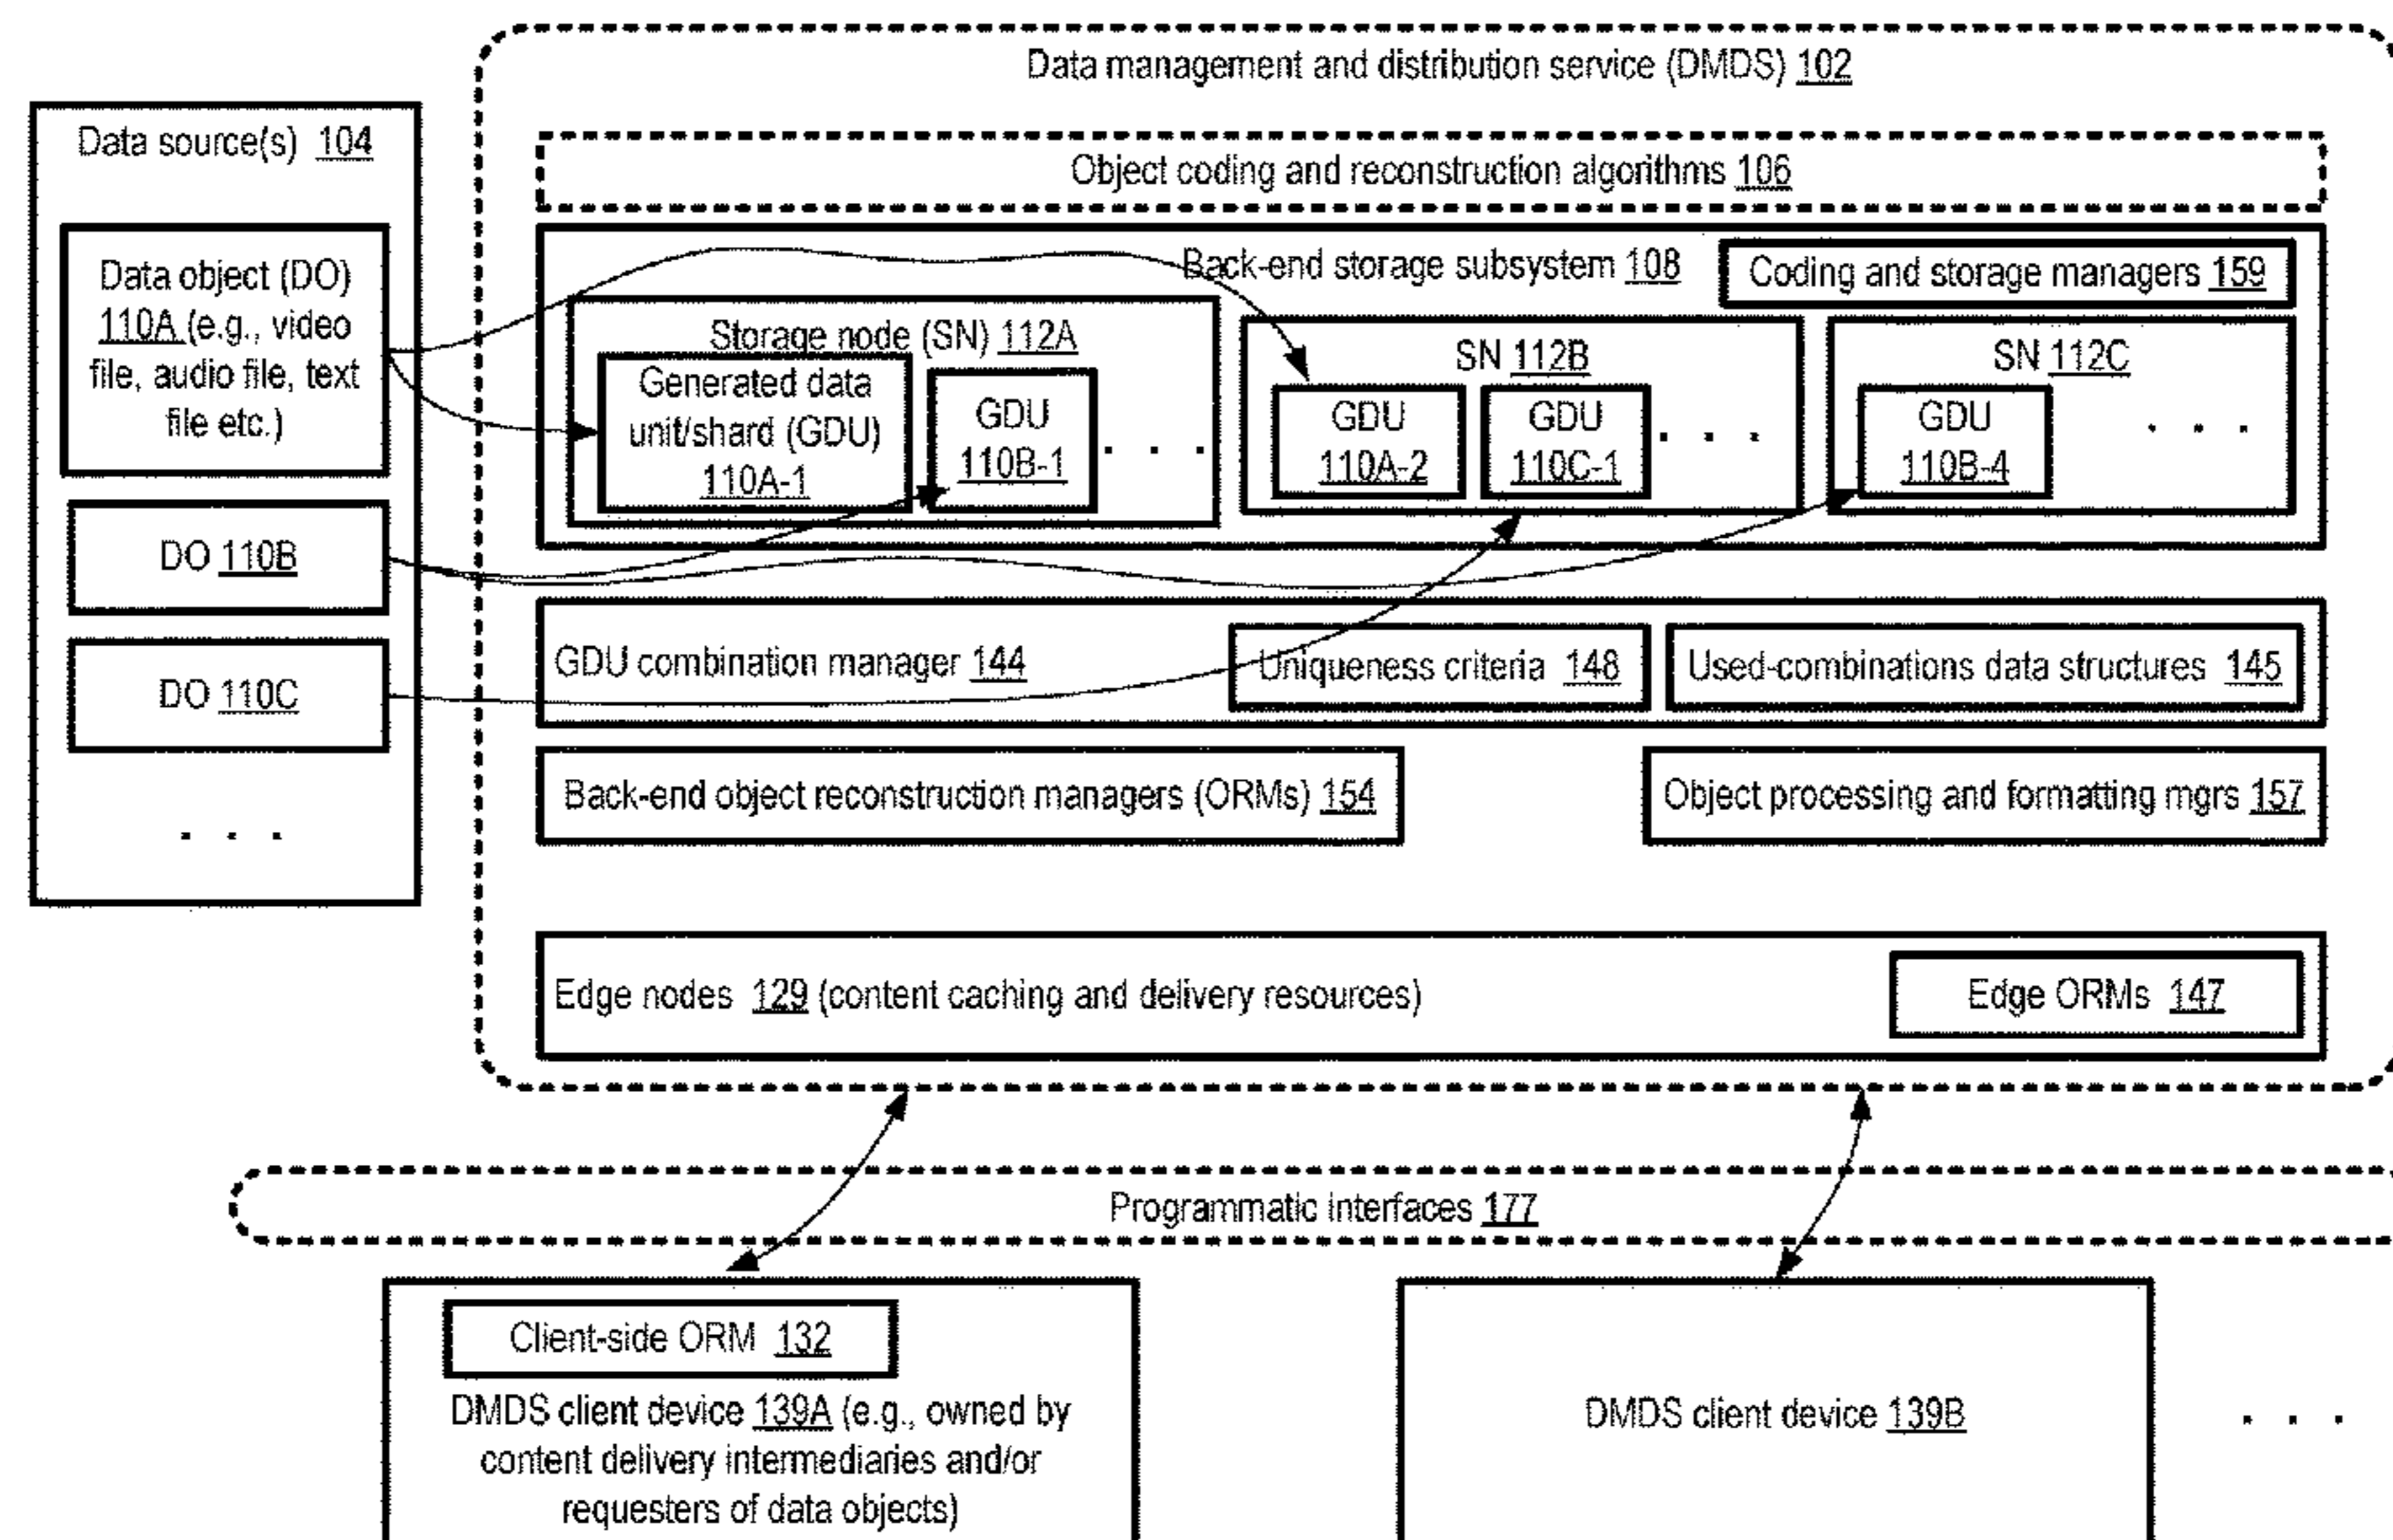 Data management and distribution service (DMDS) 102
Data source(s) 104
Object coding and reconstruction algorithms 106
Data object (DO)
110A (e.g., video
file, audio file, text
file etc.)
Back-end storage subsystem 108
Coding and storage managers 159
Storage node (SN) 112A
Generated data
unit/shard (GDU)
110A-1
GDU
110B-1
. . .
SN 112B
GDU
110A-2
GDU
110C-1
. . .
SN 112C
GDU
110B-4
. . .
DO 110B
DO 110C
. . .
GDU combination manager 144
Uniqueness criteria 148
Used-combinations data structures 145
Back-end object reconstruction managers (ORMs) 154
Object processing and formatting mgrs 157
Edge nodes 129 (content caching and delivery resources)
Edge ORMs 147
Programmatic interfaces 177
Client-side ORM 132
DMDS client device 139A (e.g., owned by
content delivery intermediaries and/or
requesters of data objects)
DMDS client device 139B
. . .